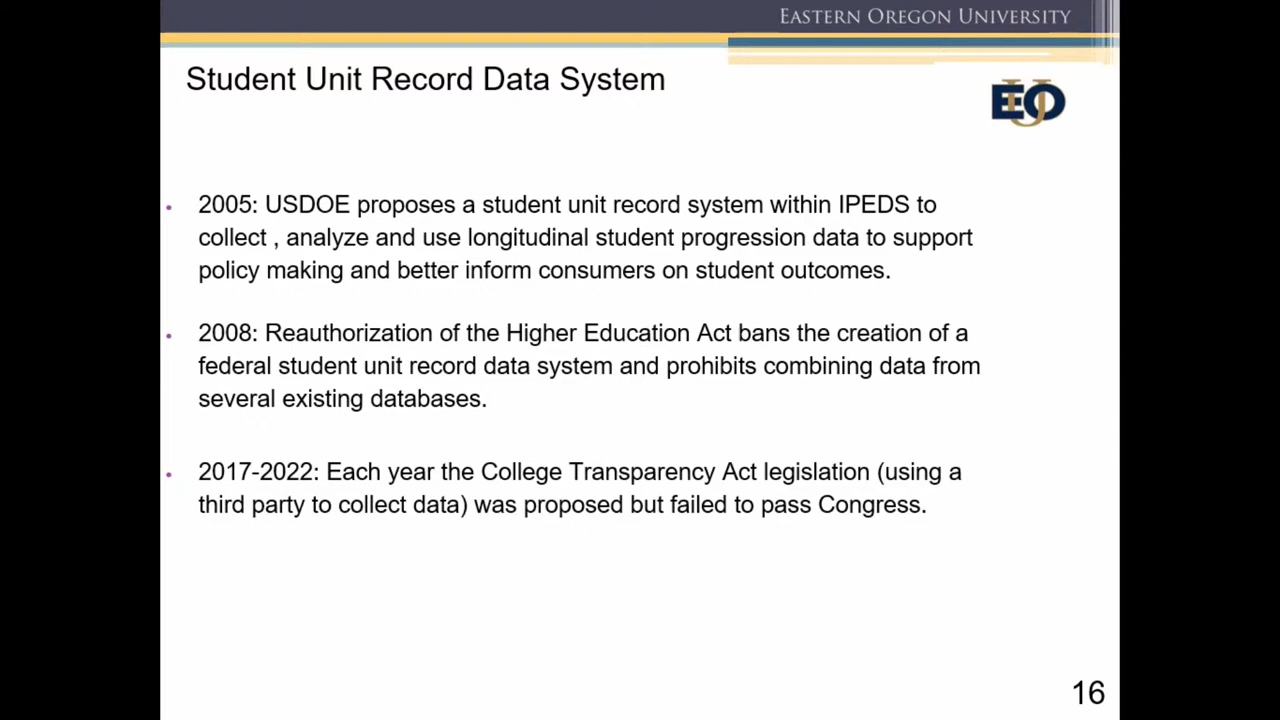 EASTERN OREGON UNIVERSITY
Student Unit Record Data System
EOU
2005: USDOE proposes a student unit record system within IPEDS to
collect , analyze and use longitudinal student progression data to support
policy making and better inform consumers on student outcomes.
2008: Reauthorization of the Higher Education Act bans the creation of a
federal student unit record data system and prohibits combining data from
several existing databases.
2017-2022: Each year the College Transparency Act legislation (using a
third party to collect data) was proposed but failed to pass Congress.
16